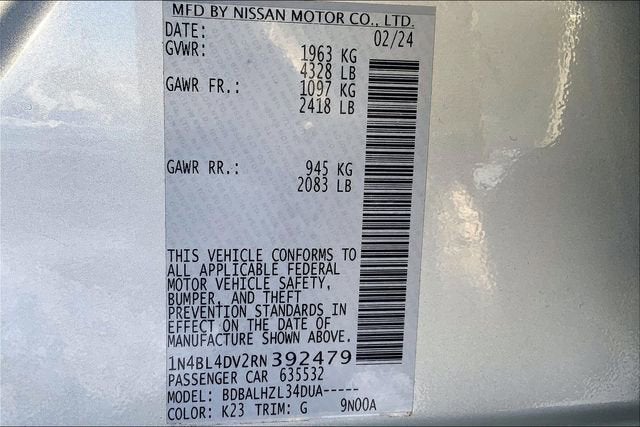 MFD BY NISSAN MOTOR CO., LTD.
DATE: 02/24
GVWR: 1963 KG
4328 LB
GAWR FR.: 1097 KG
2418 LB
GAWR RR.: 945 KG
2083 LB
THIS VEHICLE CONFORMS TO
ALL APPLICABLE FEDERAL
MOTOR VEHICLE SAFETY,
BUMPER, AND THEFT
PREVENTION STANDARDS IN
EFFECT ON THE DATE OF
MANUFACTURE SHOWN ABOVE.
1N4BL4DV2RN392479
PASSENGER CAR 635532
MODEL: BDBALHZL34DUA-----
COLOR: K23 TRIM: G 9N00A